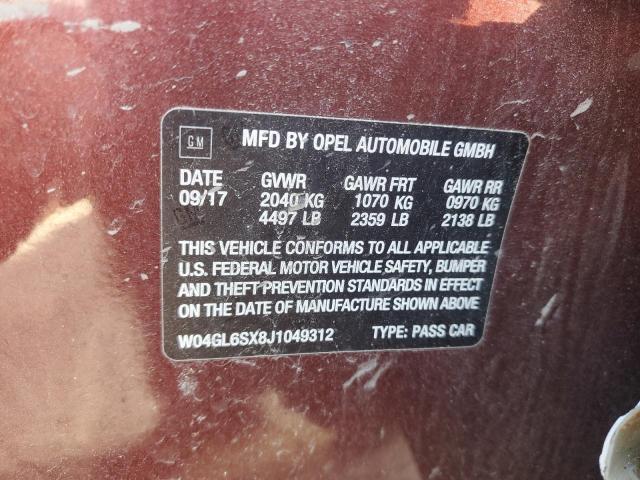 GM
MFD BY OPEL AUTOMOBILE GMBH
DATE GVWR GAWR FRT GAWR RR
09/17 2040 KG 1070 KG 0970 KG
4497 LB 2359 LB 2138 LB
THIS VEHICLE CONFORMS TO ALL APPLICABLE
U.S. FEDERAL MOTOR VEHICLE SAFETY, BUMPER
AND THEFT PREVENTION STANDARDS IN EFFECT
ON THE DATE OF MANUFACTURE SHOWN ABOVE
W04GL6SX8J1049312 TYPE: PASS CAR